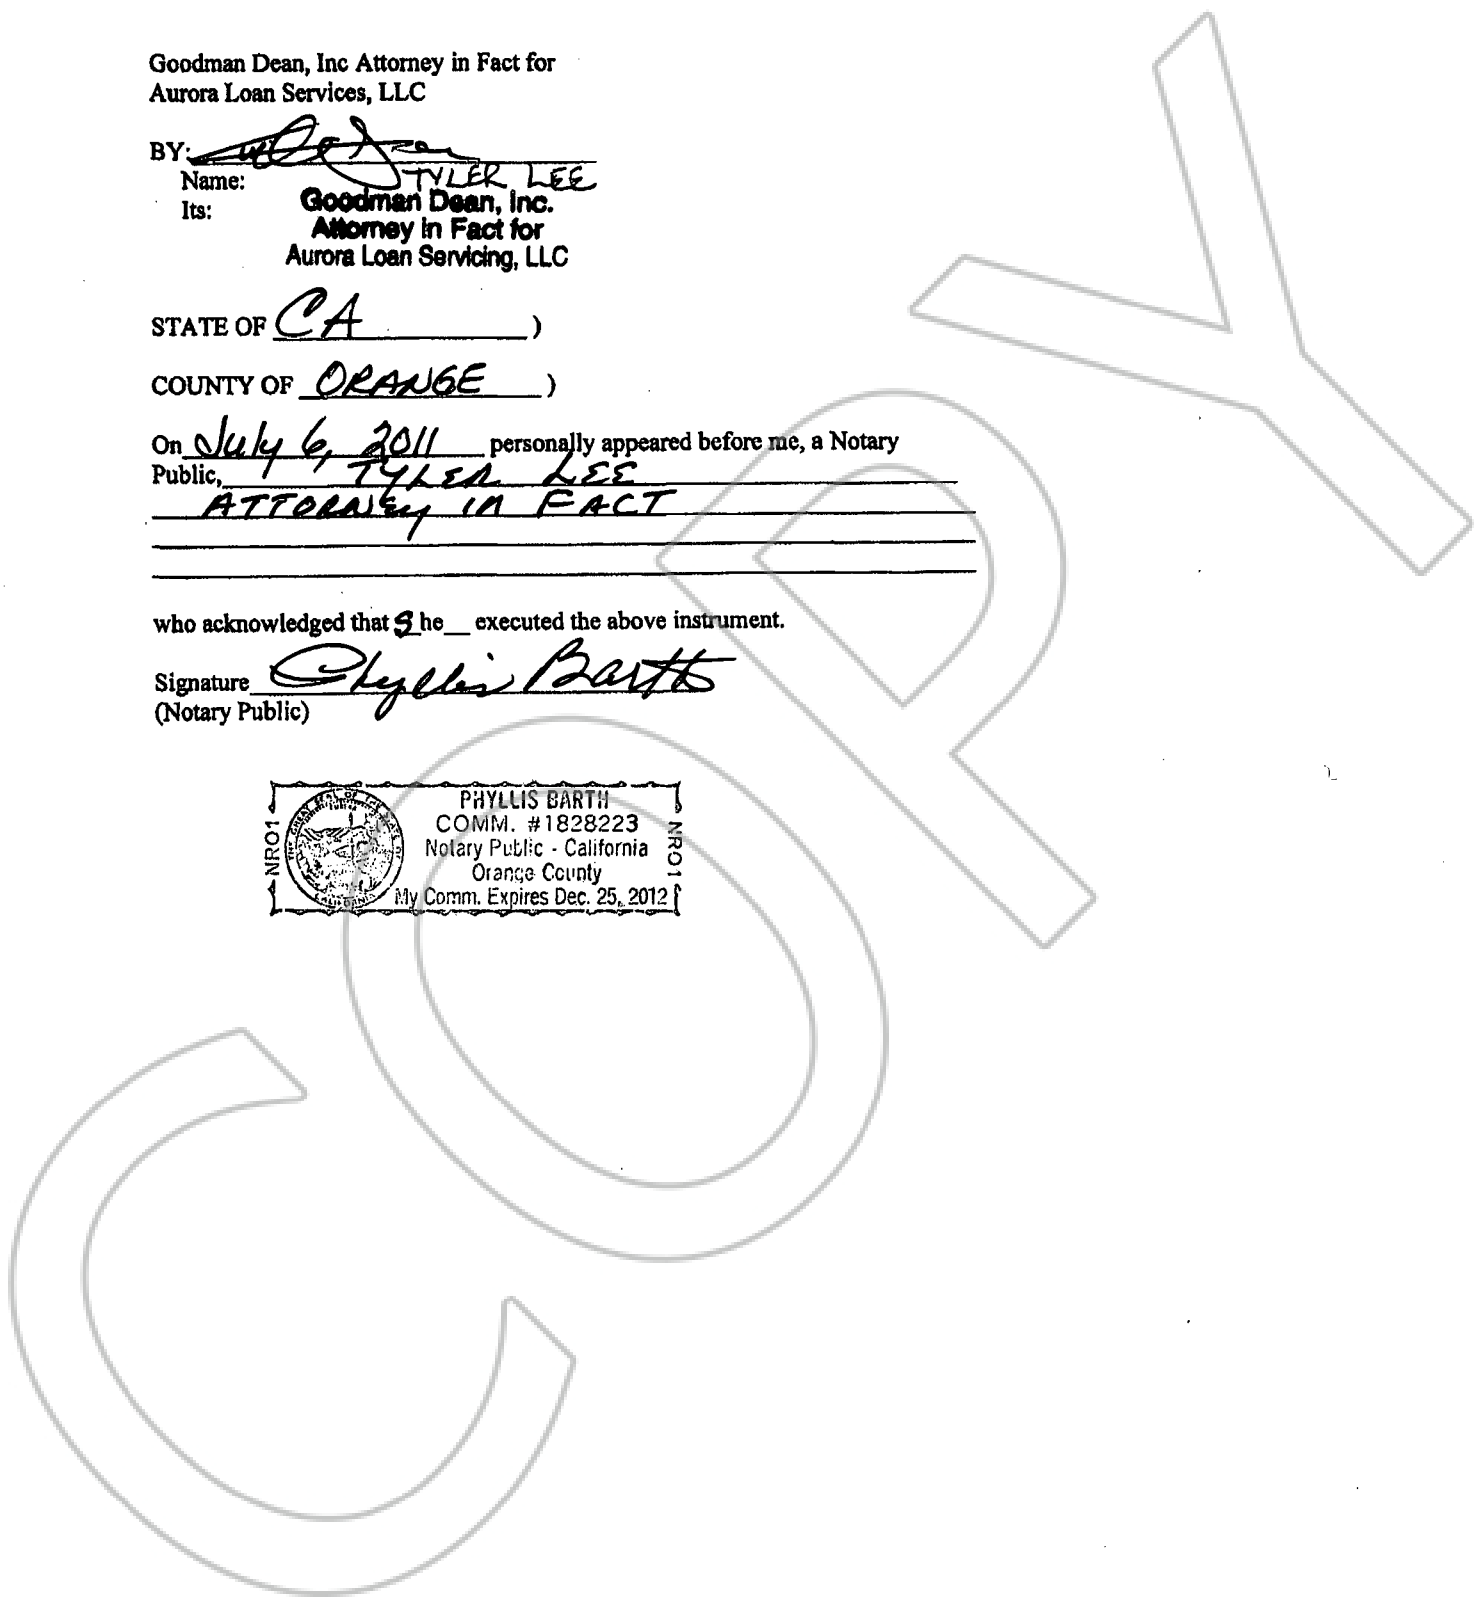 Goodman Dean, Inc Attorney in Fact for
Aurora Loan Services, LLC
BY:
Name: TYLER LEE
Its: Goodman Dean, Inc.
Attorney in Fact for
Aurora Loan Servicing, LLC
STATE OF CA )
COUNTY OF ORANGE )
On July 6, 2011 personally appeared before me, a Notary
Public, TYLER LEE
ATTORNEY IN FACT
who acknowledged that She__ executed the above instrument.
Signature Phyllis Barth
(Notary Public)
NRO1
PHYLLIS BARTH
COMM. #1828223
Notary Public - California
Orange County
My Comm. Expires Dec. 25, 2012
NRO1
COPY